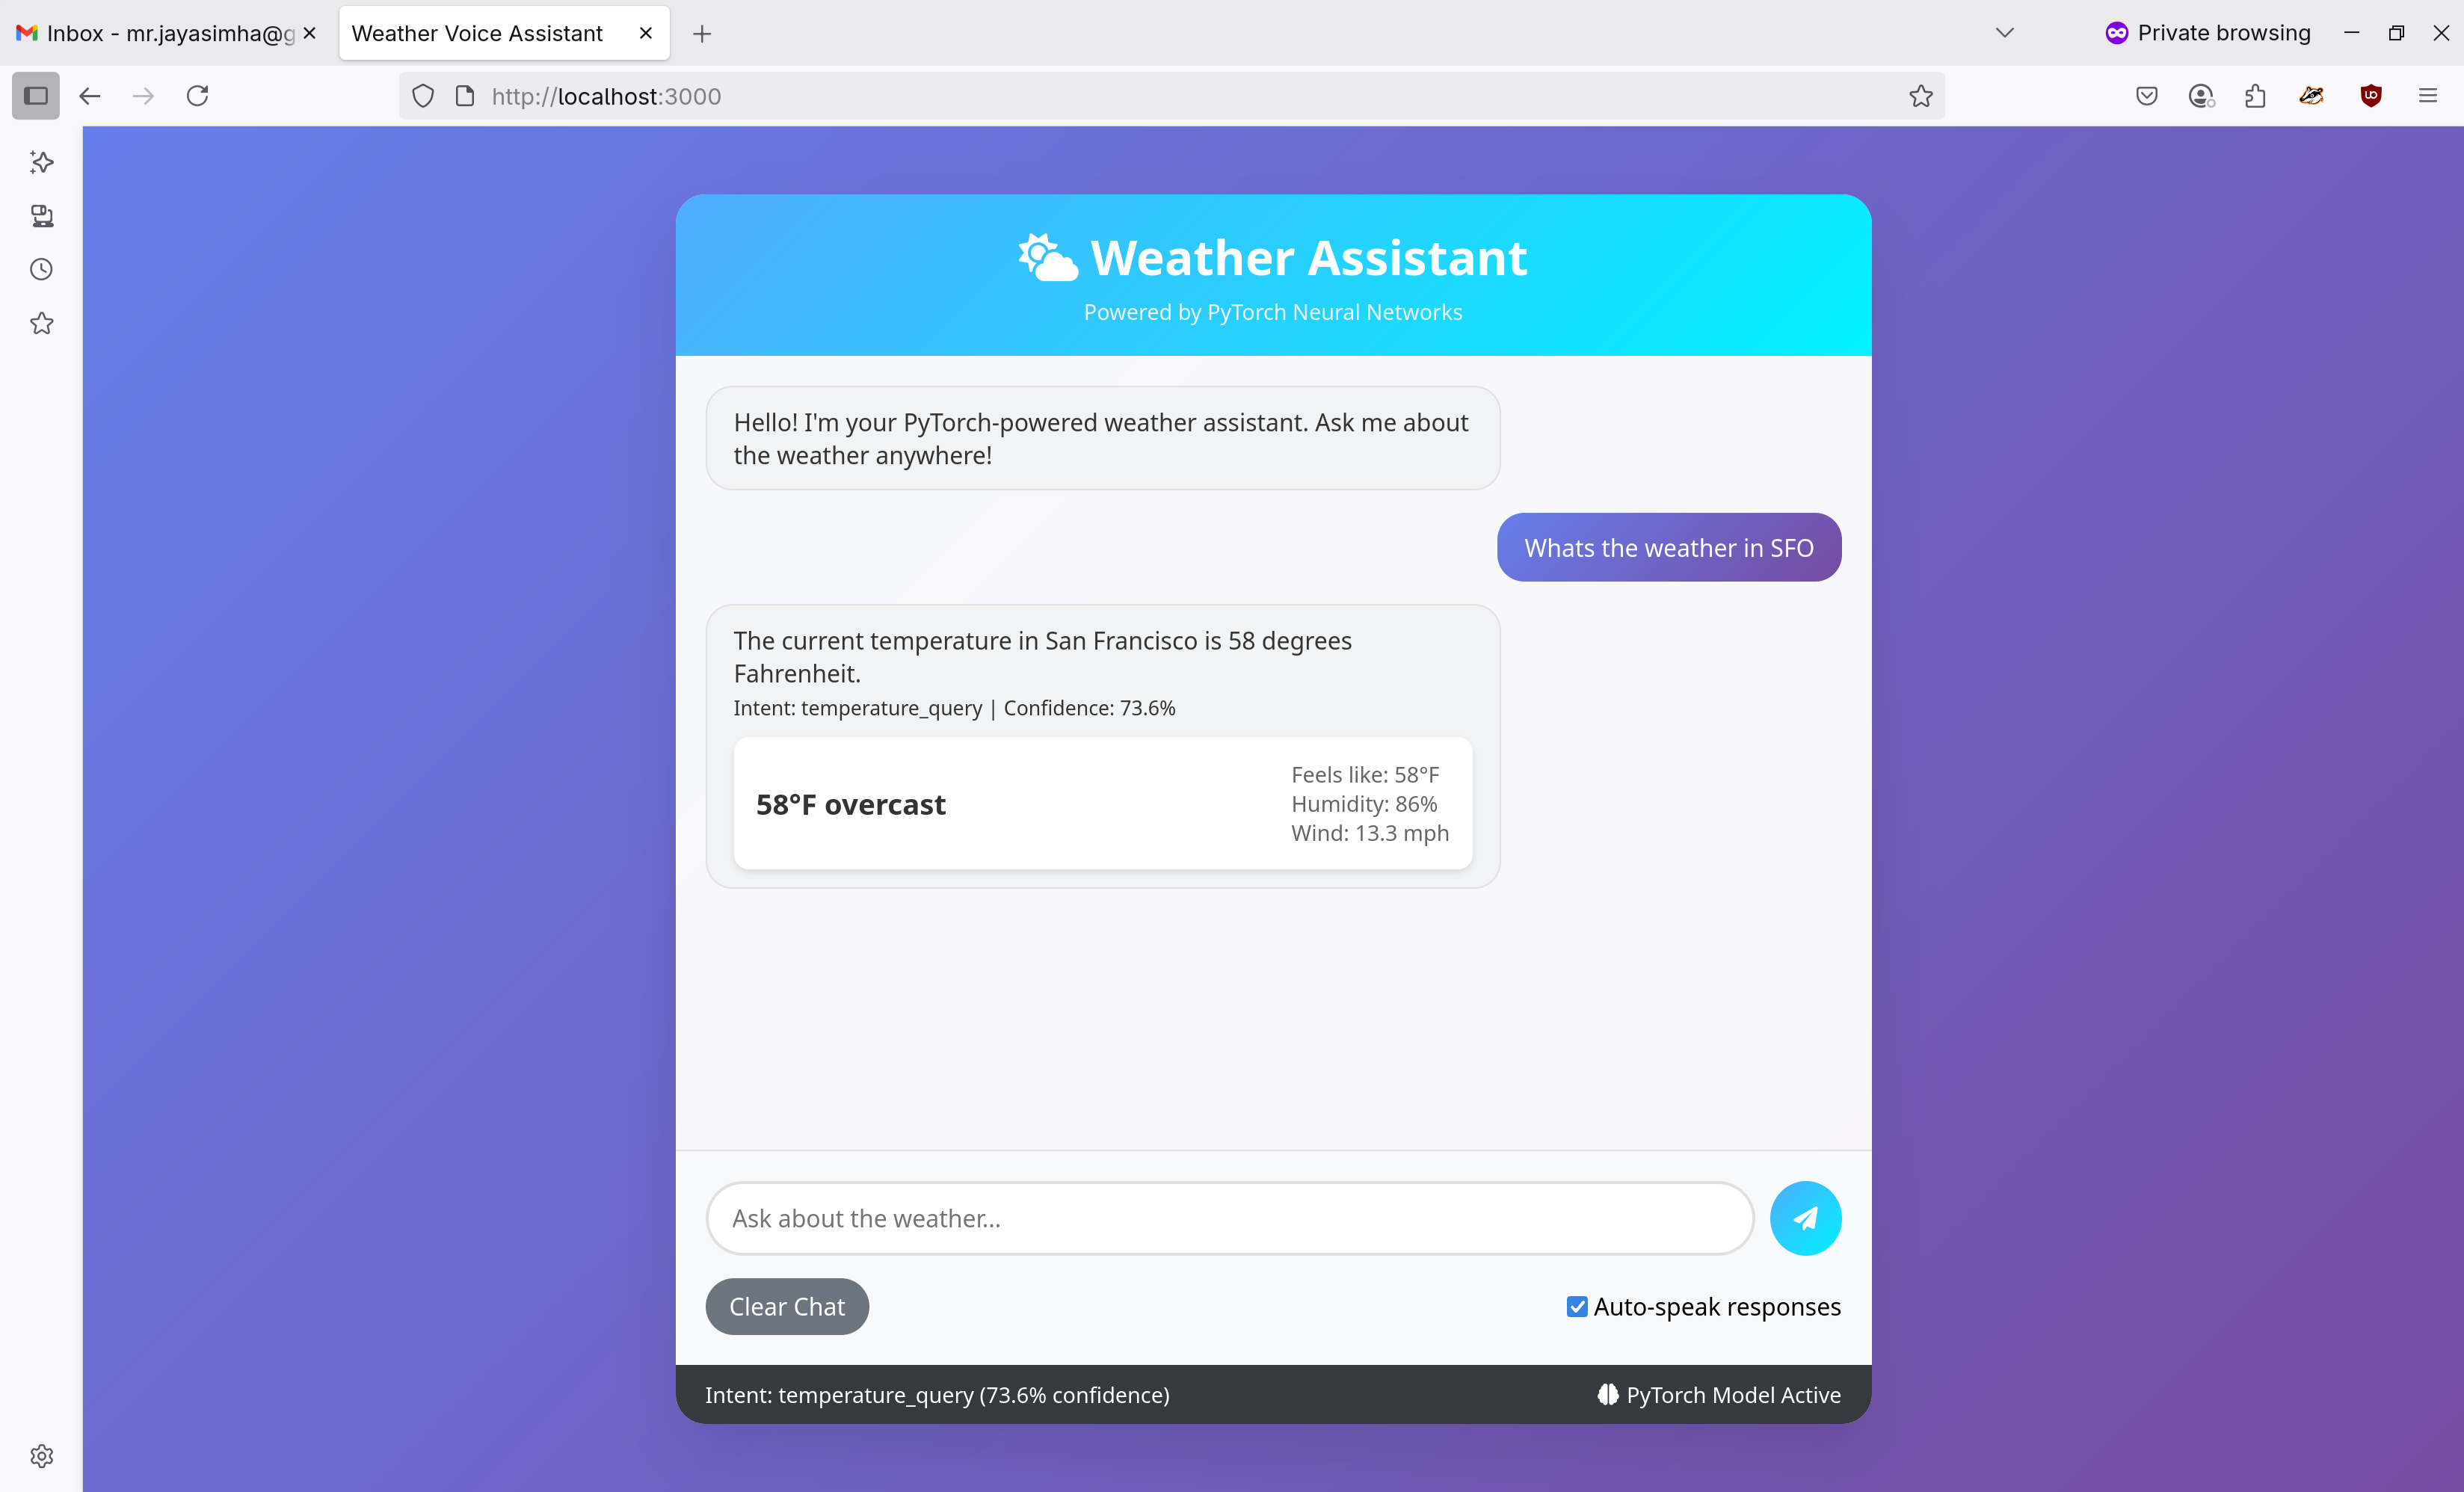 Inbox - mr.jayasimha@g
Weather Voice Assistant
Private browsing
http://localhost:3000
Weather Assistant
Powered by PyTorch Neural Networks
Hello! I'm your PyTorch-powered weather assistant. Ask me about
the weather anywhere!
Whats the weather in SFO
The current temperature in San Francisco is 58 degrees
Fahrenheit.
Intent: temperature_query | Confidence: 73.6%
58°F overcast
Feels like: 58°F
Humidity: 86%
Wind: 13.3 mph
Ask about the weather...
Clear Chat
Auto-speak responses
Intent: temperature_query (73.6% confidence)
PyTorch Model Active